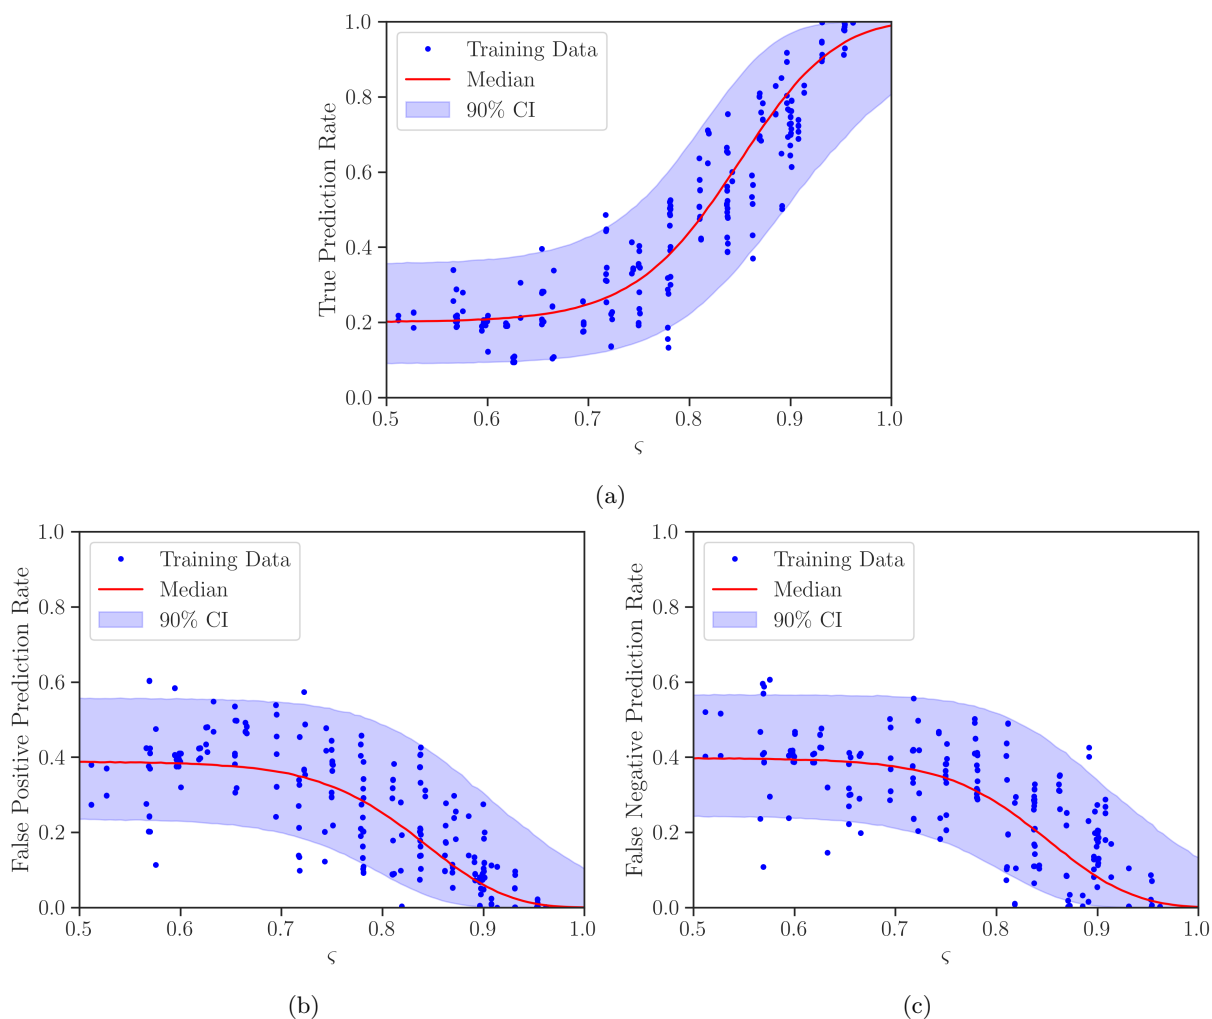 1.0
0.8
0.6
0.4
0.2
0.0
True Prediction Rate
Training Data
Median
90% CI
0.5 0.6 0.7 0.8 0.9 1.0
ς
(a)
1.0
0.8
0.6
0.4
0.2
0.0
False Positive Prediction Rate
Training Data
Median
90% CI
0.5 0.6 0.7 0.8 0.9 1.0
ς
(b)
1.0
0.8
0.6
0.4
0.2
0.0
False Negative Prediction Rate
Training Data
Median
90% CI
0.5 0.6 0.7 0.8 0.9 1.0
ς
(c)